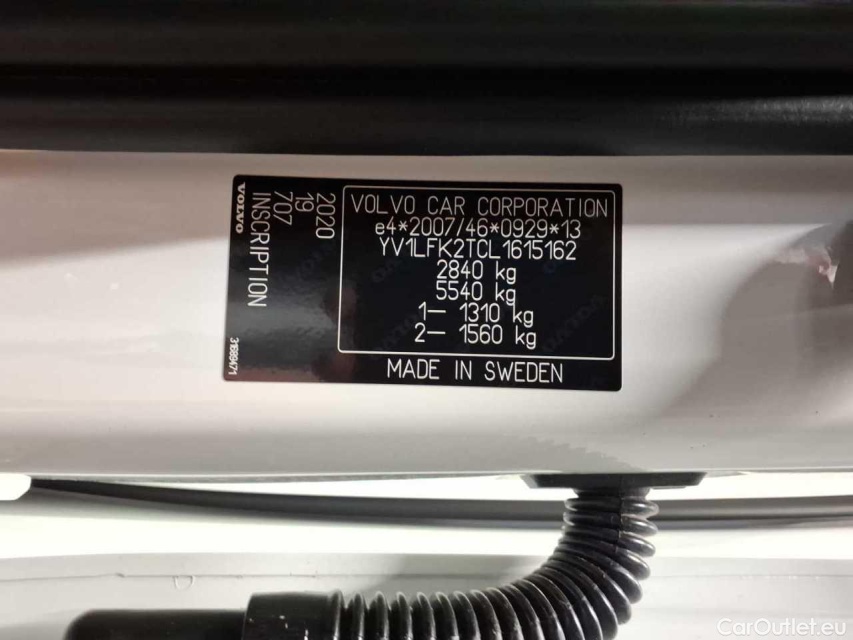 VOLVO CAR CORPORATION
e4*2007/46*0929*13
YV1LFK2TCL1615162
2840 kg
5540 kg
1— 1310 kg
2— 1560 kg
MADE IN SWEDEN
2020
19
707
INSCRIPTION
VOLVO
31669471
CarOutlet.eu